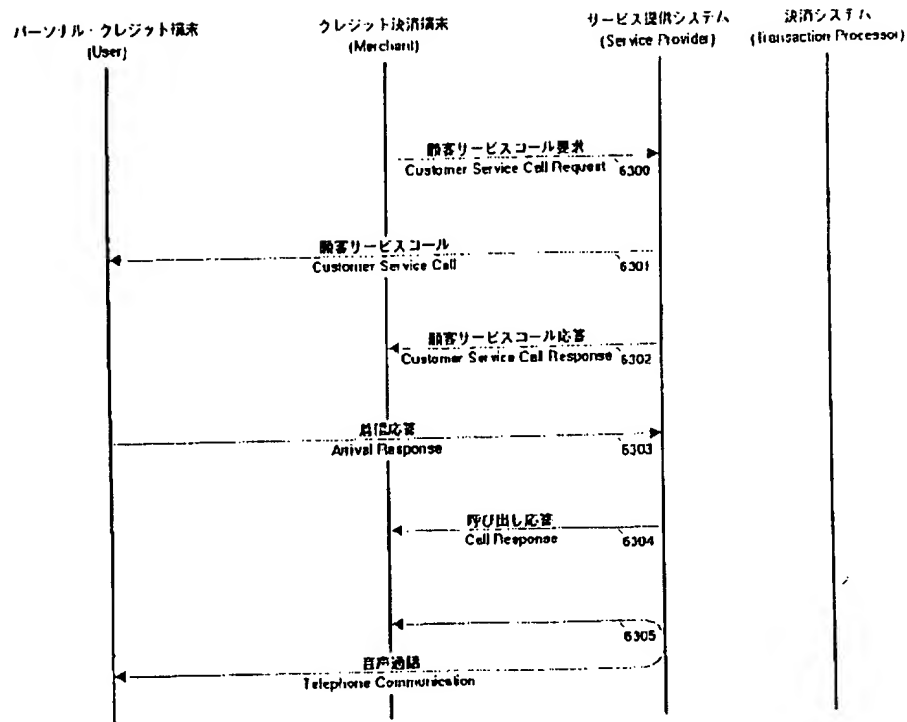 パーソナル・クレジット端末
(User)
クレジット決済端末
(Merchant)
サービス提供システム
(Service Provider)
決済システム
(Transaction Processor)
顧客サービスコール要求
Customer Service Call Request
6300
顧客サービスコール
Customer Service Call
6301
顧客サービスコール応答
Customer Service Call Response
6302
着信応答
Arrival Response
6303
呼び出し応答
Call Response
6304
6305
音声通話
Telephone Communication